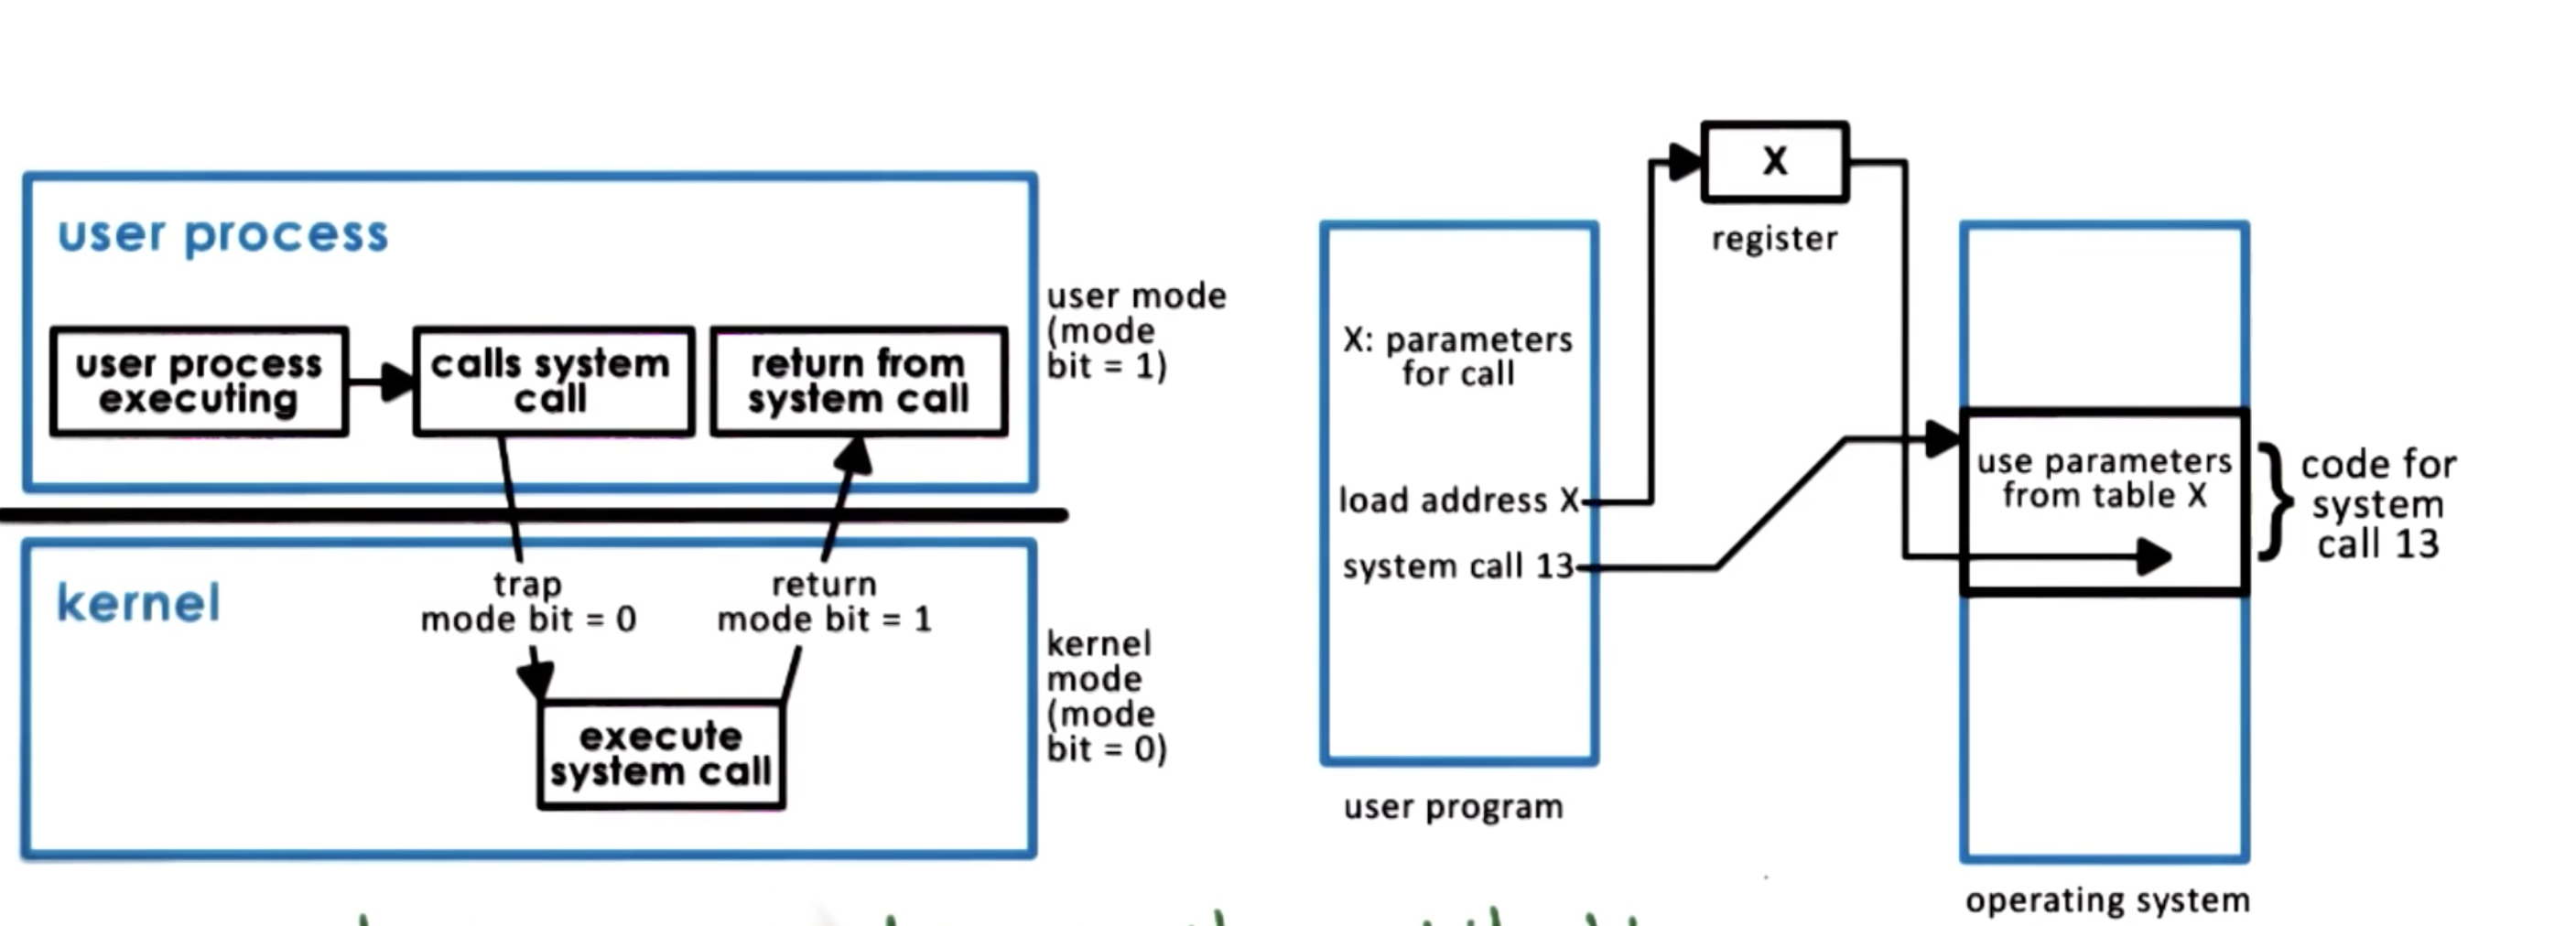 user process
user process
executing
calls system
call
return from
system call
user mode
(mode
bit = 1)
kernel
trap
mode bit = 0
return
mode bit = 1
execute
system call
kernel
mode
(mode
bit = 0)
X
register
X: parameters
for call
load address X
system call 13
user program
use parameters
from table X
code for
system
call 13
operating system